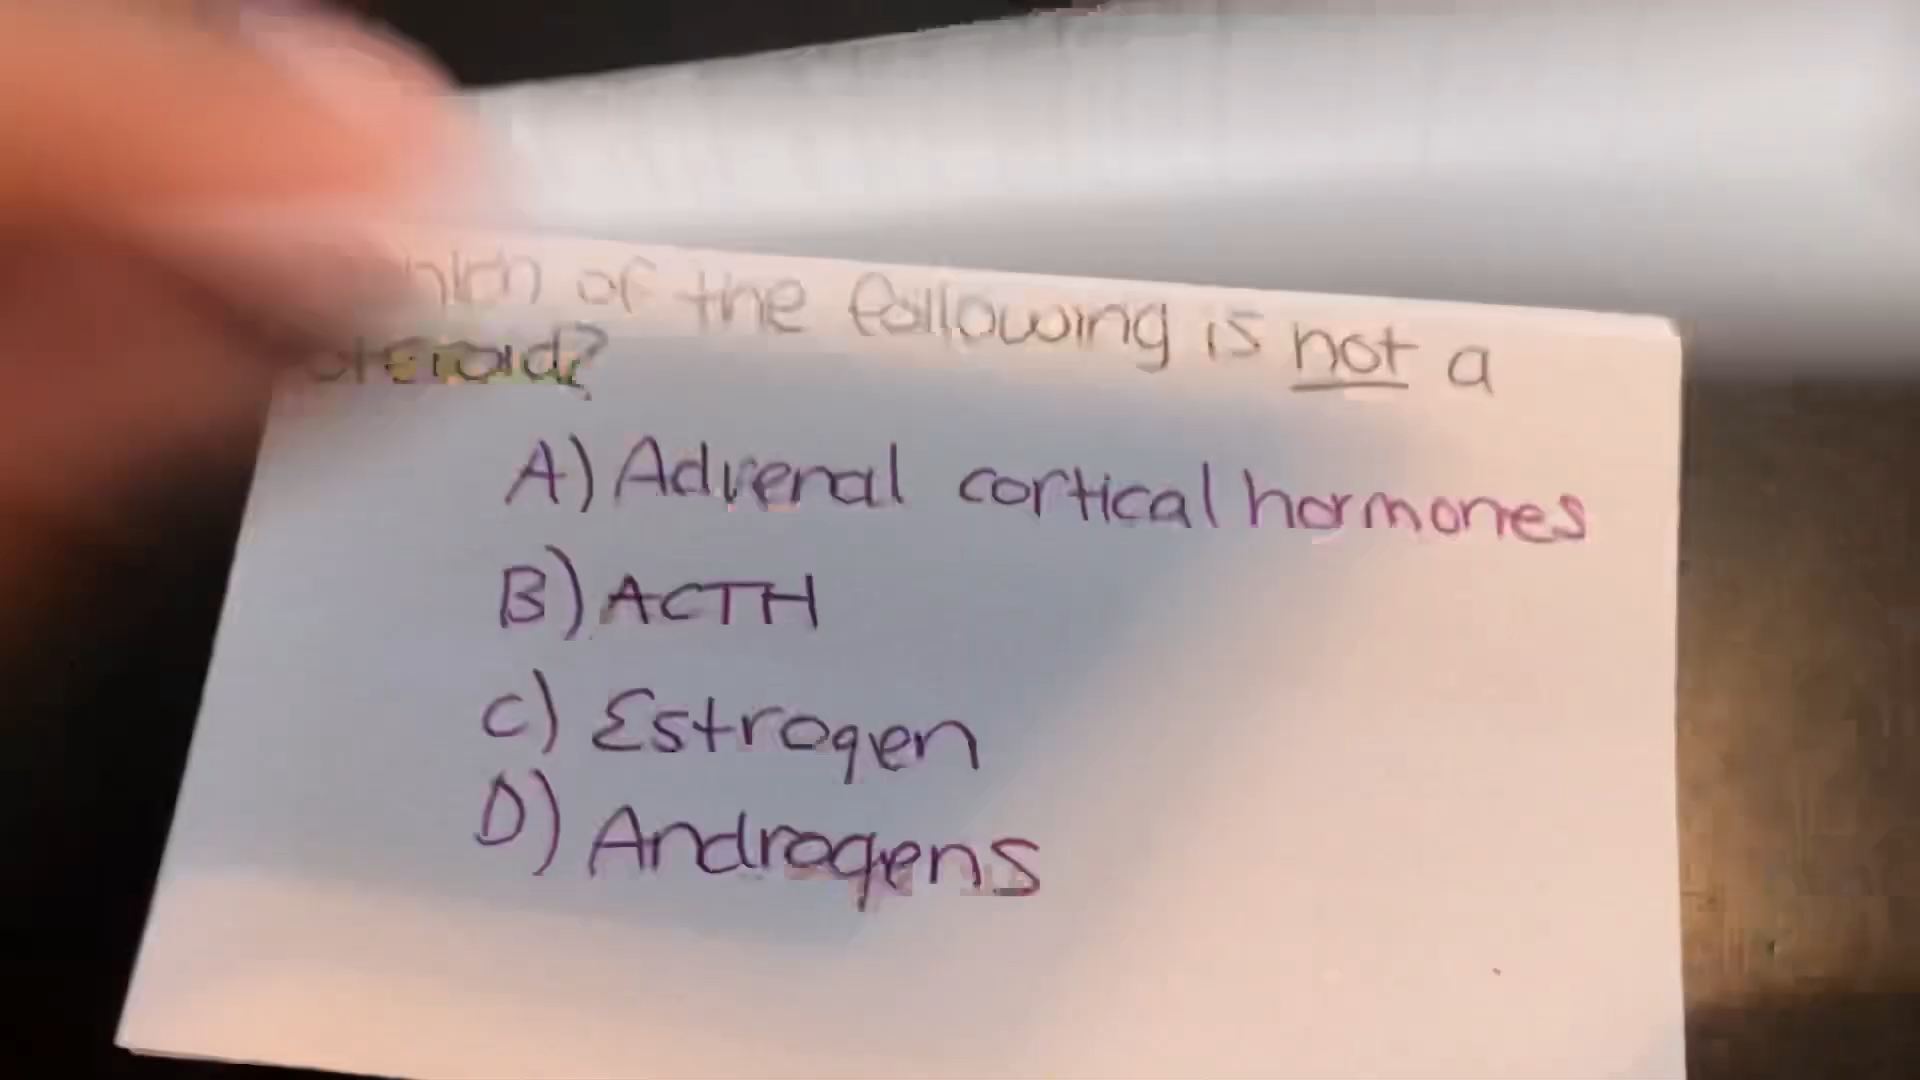 of the following is not a
A) Adrenal cortical hormones
B) ACTH
C) Estrogen
D) Androgens